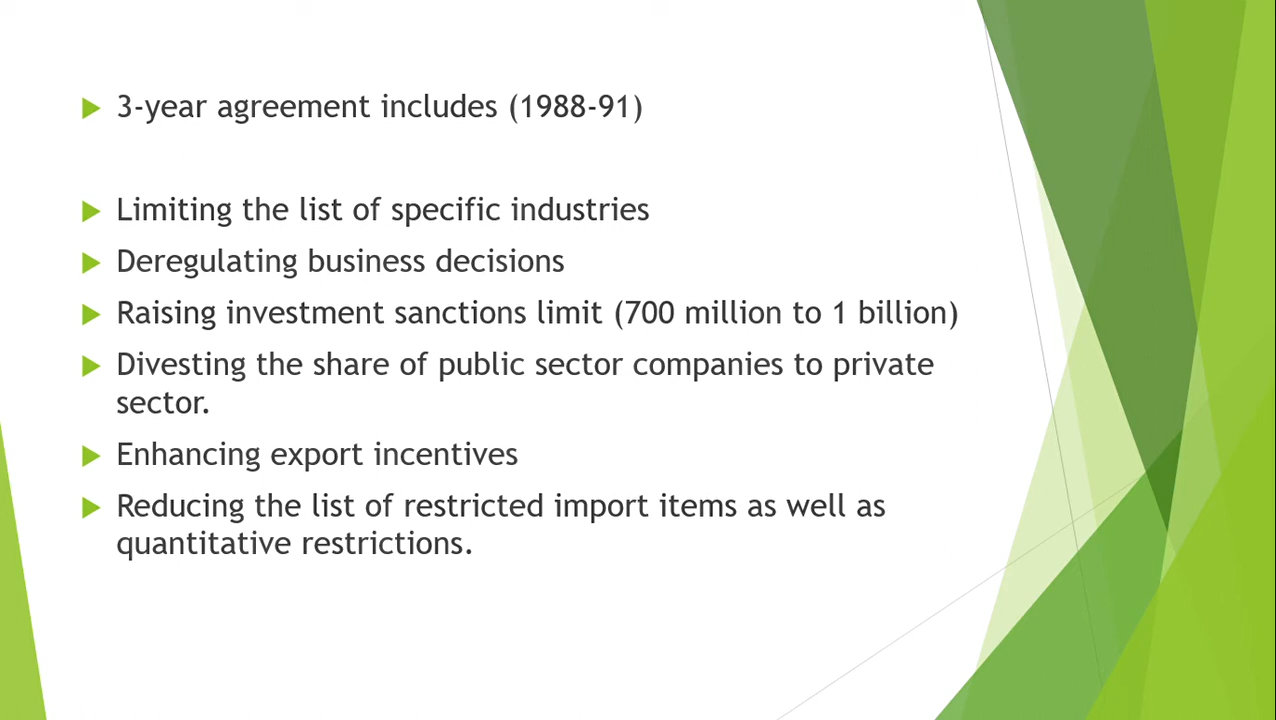 3-year agreement includes (1988-91)
Limiting the list of specific industries
Deregulating business decisions
Raising investment sanctions limit (700 million to 1 billion)
Divesting the share of public sector companies to private
sector.
Enhancing export incentives
Reducing the list of restricted import items as well as
quantitative restrictions.